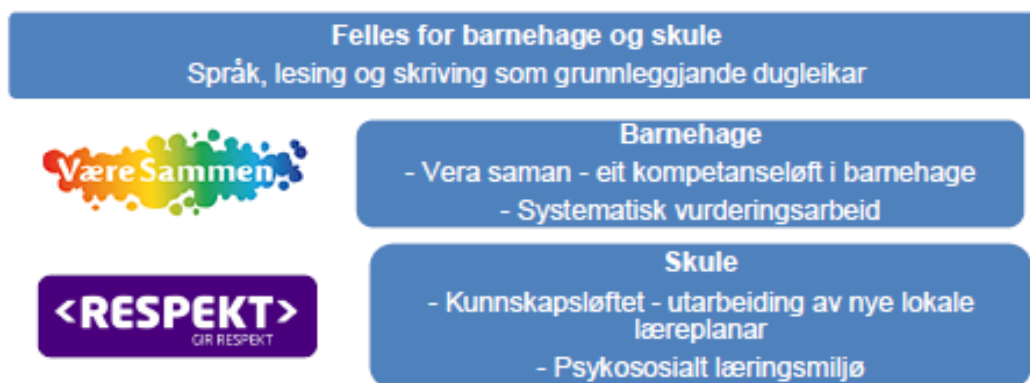 Felles for barnehage og skule
Språk, lesing og skriving som grunnleggjande dugleikar
VæreSammen
Barnehage
- Vera saman - eit kompetanseløft i barnehage
- Systematisk vurderingsarbeid
<RESPEKT>
GIR RESPEKT
Skule
- Kunnskapsløftet - utarbeiding av nye lokale
læreplanar
- Psykososialt læringsmiljø